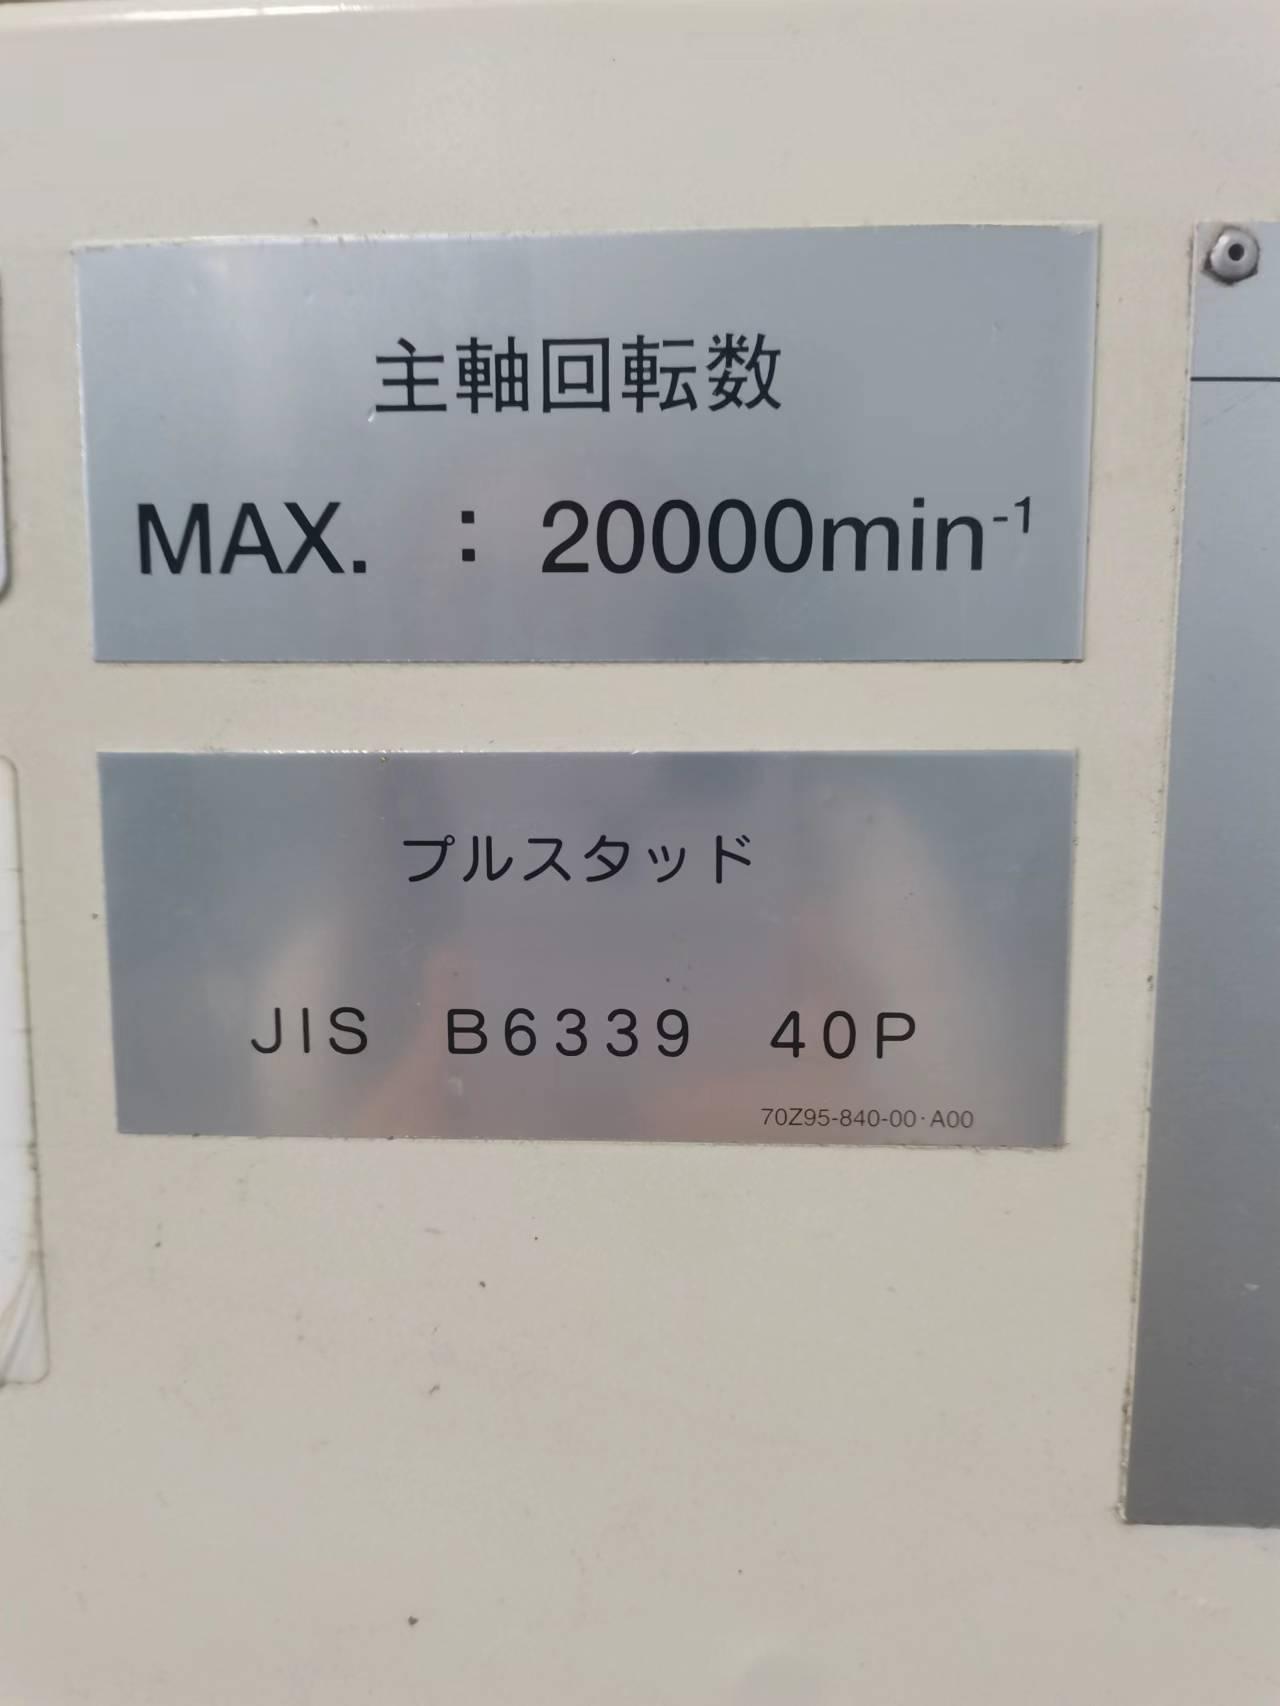 主軸回転数
MAX. : 20000min⁻¹
プルスタッド
JIS B6339 40P
70Z95-840-00·A00